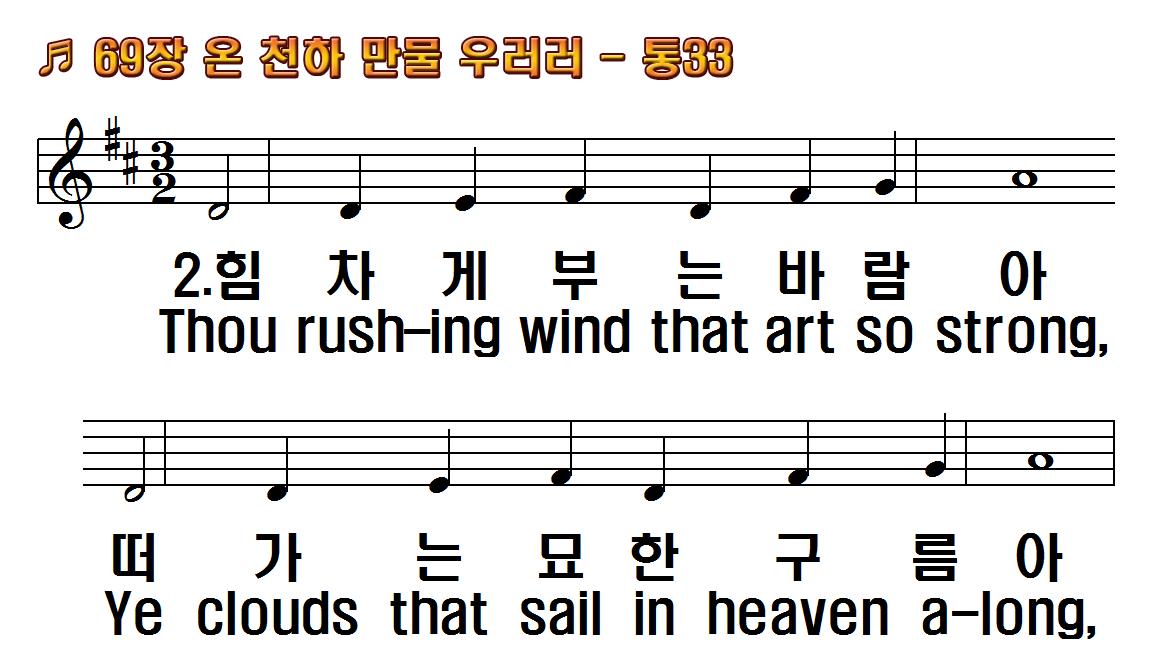 ♬ 69장 온 천하 만물 우러러 - 통33
3
2
2.힘 차 게 부 는 바 람 아
Thou rush-ing wind that art so strong,
떠 가 는 묘 한 구 름 아
Ye clouds that sail in heaven a-long,